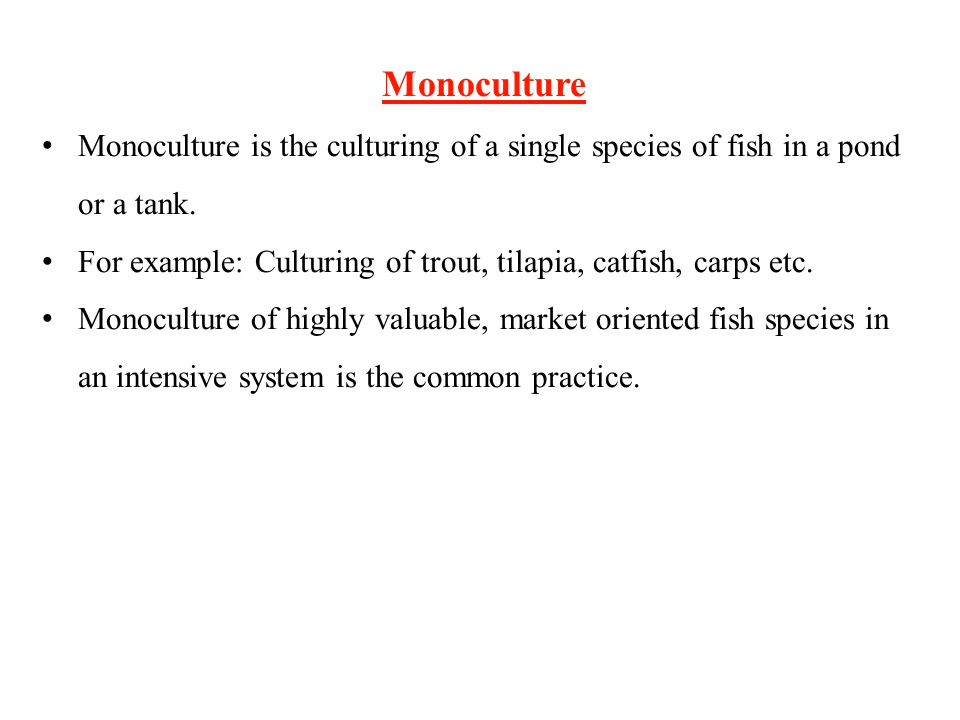 Monoculture
• Monoculture is the culturing of a single species of fish in a pond
or a tank.
• For example: Culturing of trout, tilapia, catfish, carps etc.
• Monoculture of highly valuable, market oriented fish species in
an intensive system is the common practice.